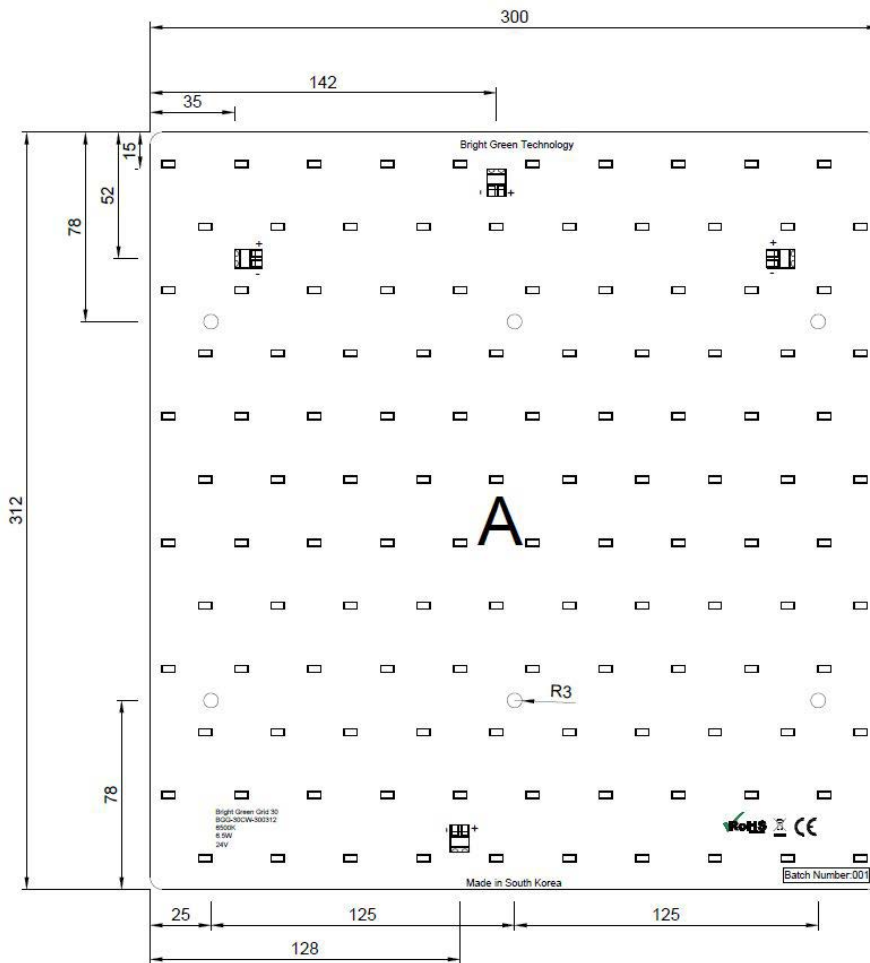 300
142
35
15
52
78
312
Bright Green Technology
- +
+
-
+
-
A
R3
78
Bright Green Grid 30
BGG-30CW-300312
6500K
6.5W
24V
- +
RoHS CE
Made in South Korea
Batch Number:001
25
125
125
128